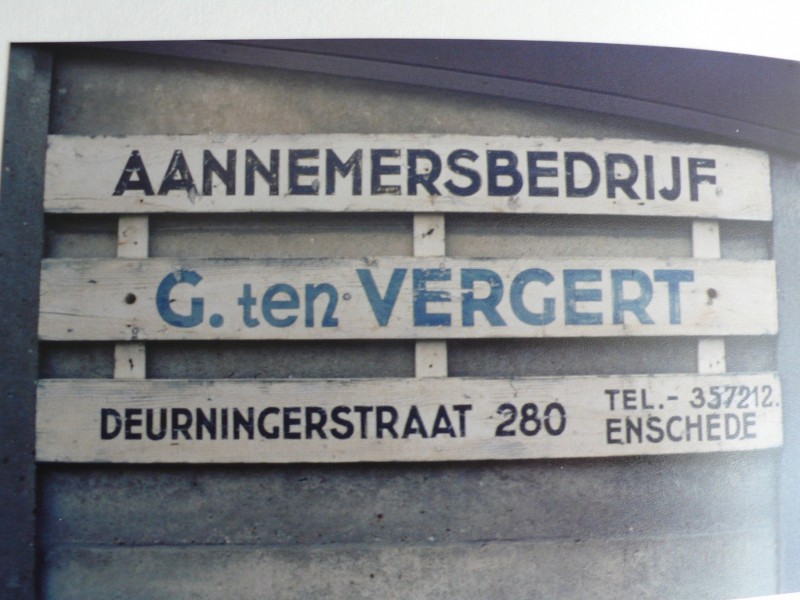 AANNEMERSBEDRIJF
G. ten VERGERT
DEURNINGERSTRAAT 280
TEL.- 357212.
ENSCHEDE